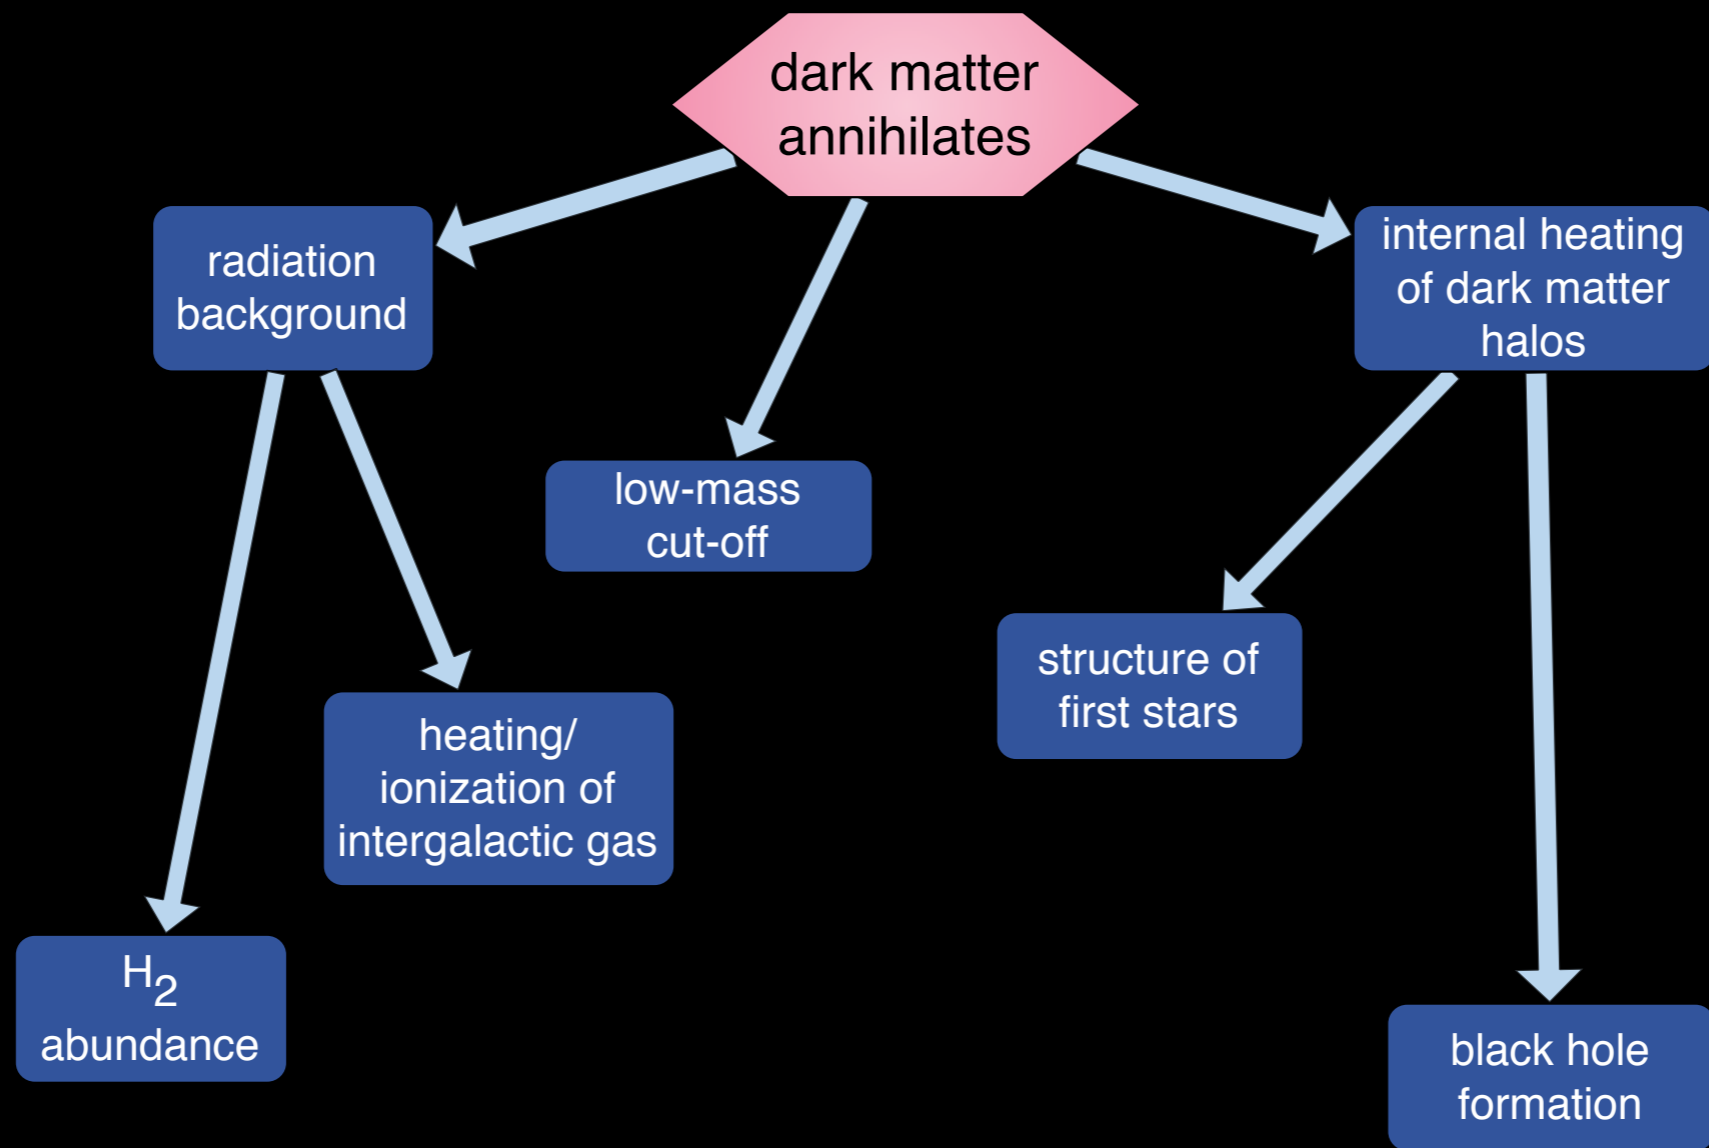 dark matter
annihilates
radiation
background
internal heating
of dark matter
halos
low-mass
cut-off
structure of
first stars
heating/
ionization of
intergalactic gas
H₂
abundance
black hole
formation